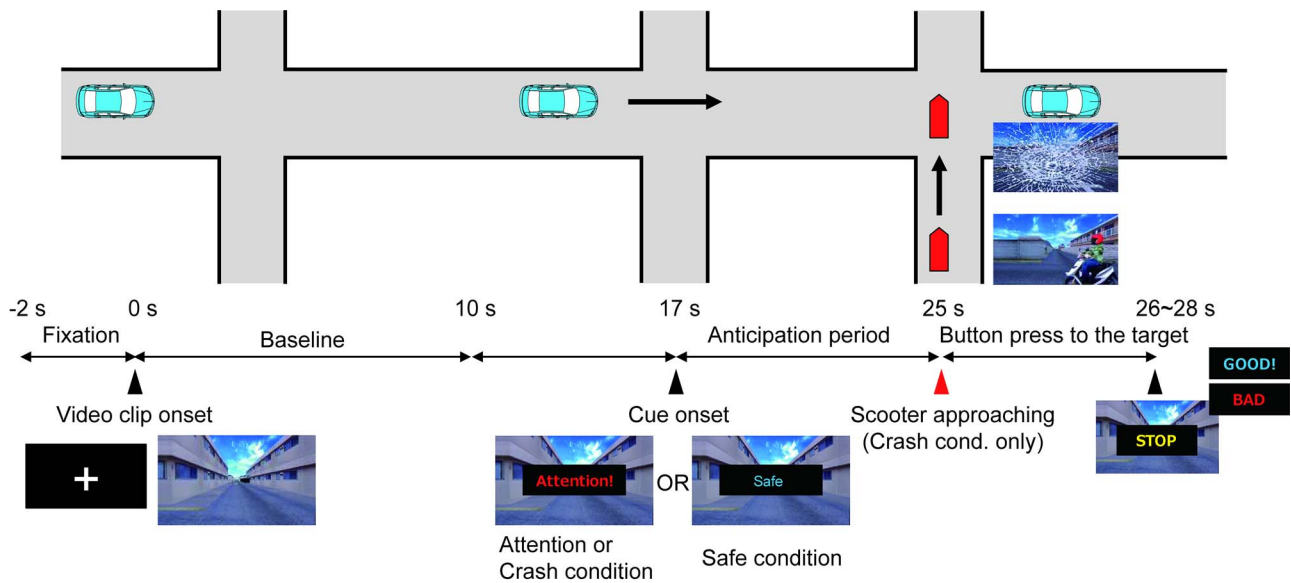 -2 s
0 s
10 s
17 s
25 s
26~28 s
Fixation
Baseline
Anticipation period
Button press to the target
GOOD!
BAD
Video clip onset
Cue onset
Scooter approaching
(Crash cond. only)
STOP
+
Attention!
OR
Safe
Attention or
Crash condition
Safe condition